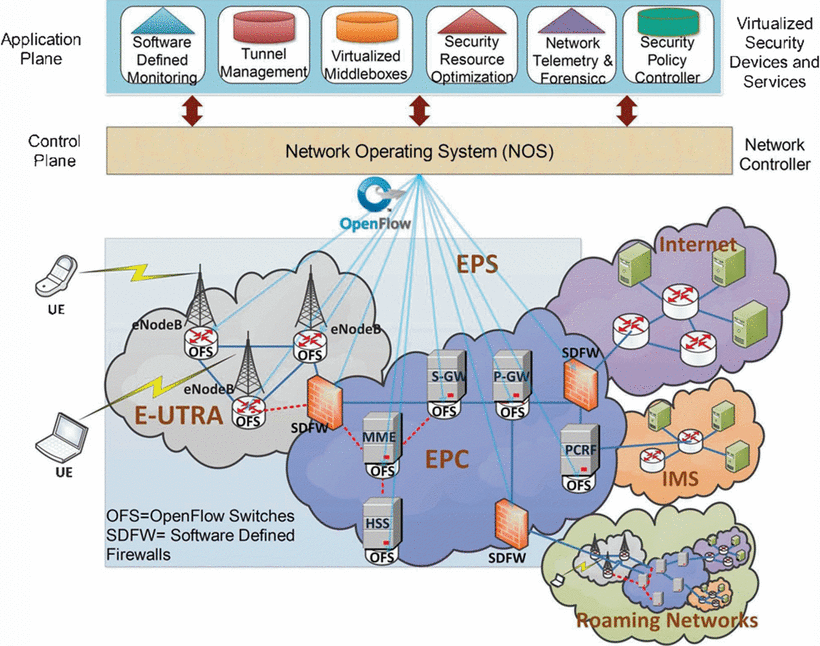 Application
Plane
Software
Defined
Monitoring
Tunnel
Management
Virtualized
Middleboxes
Security
Resource
Optimization
Network
Telemetry &
Forensicc
Security
Policy
Controller
Virtualized
Security
Devices and
Services
Control
Plane
Network Operating System (NOS)
Network
Controller
OpenFlow
EPS
Internet
UE
eNodeB
eNodeB
OFS
OFS
eNodeB
OFS
E-UTRA
SDFW
S-GW
OFS
P-GW
OFS
SDFW
UE
MME
OFS
EPC
PCRF
OFS
IMS
HSS
OFS
SDFW
OFS=OpenFlow Switches
SDFW= Software Defined
Firewalls
Roaming Networks